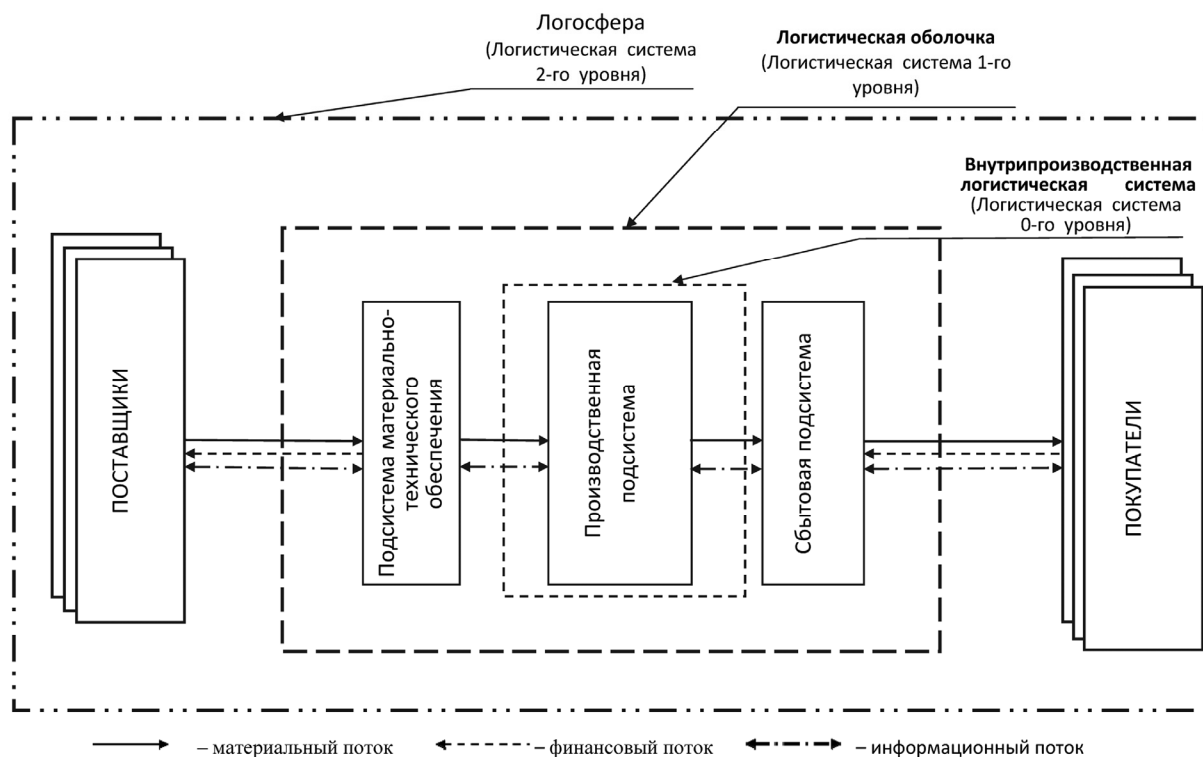 Логосфера
(Логистическая система
2-го уровня)
Логистическая оболочка
(Логистическая система 1-го
уровня)
Внутрипроизводственная
логистическая система
(Логистическая система
0-го уровня)
ПОСТАВЩИКИ
Подсистема материально-
технического
обеспечения
Производственная
подсистема
Сбытовая подсистема
ПОКУПАТЕЛИ
– материальный поток
– финансовый поток
– информационный поток